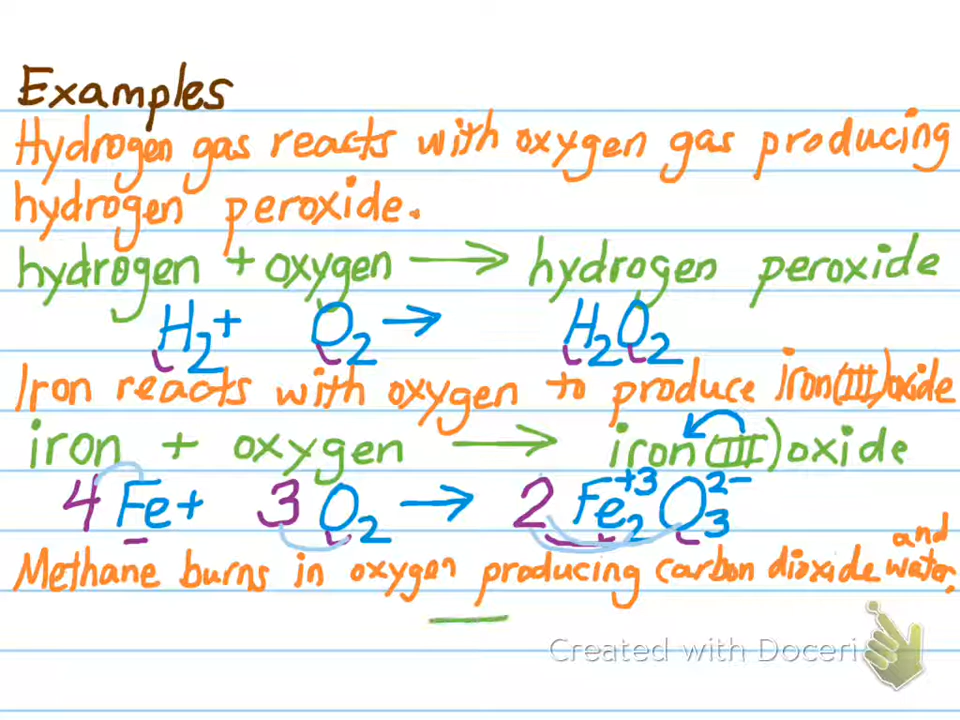 Examples
Hydrogen gas reacts with oxygen gas producing
hydrogen peroxide.
hydrogen + oxygen → hydrogen peroxide
H₂ + O₂ → H₂O₂
Iron reacts with oxygen to produce Iron(III)oxide
iron + oxygen → iron(III)oxide
4 Fe + 3 O₂ → 2 Fe₂⁺³O₃²⁻
Methane burns in oxygen producing carbon dioxide and water.
Created with Doceri